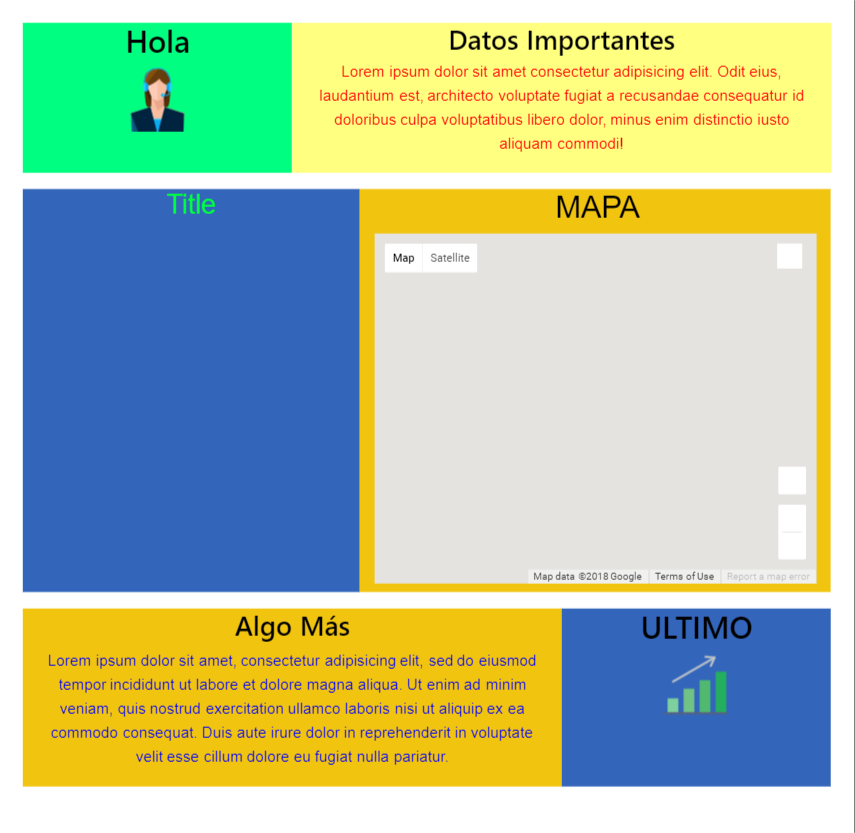 Hola
Datos Importantes
Lorem ipsum dolor sit amet consectetur adipisicing elit. Odit eius,
laudantium est, architecto voluptate fugiat a recusandae consequatur id
doloribus culpa voluptatibus libero dolor, minus enim distinctio iusto
aliquam commodi!
Title
MAPA
Map Satellite
Map data ©2018 Google Terms of Use Report a map error
Algo Más
Lorem ipsum dolor sit amet, consectetur adipisicing elit, sed do eiusmod
tempor incididunt ut labore et dolore magna aliqua. Ut enim ad minim
veniam, quis nostrud exercitation ullamco laboris nisi ut aliquip ex ea
commodo consequat. Duis aute irure dolor in reprehenderit in voluptate
velit esse cillum dolore eu fugiat nulla pariatur.
ULTIMO